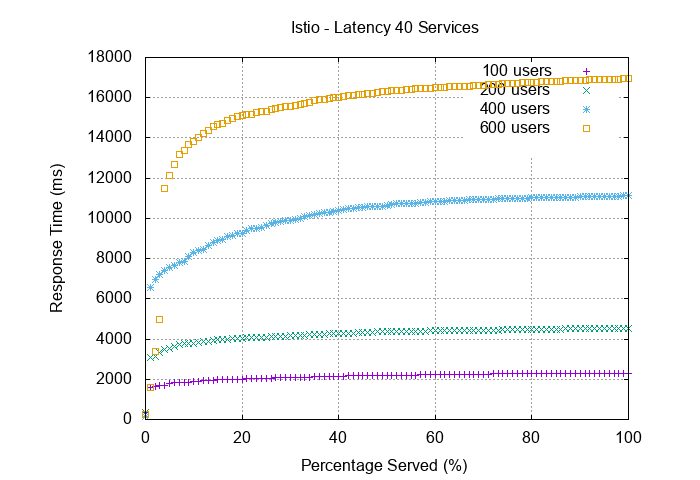 Istio - Latency 40 Services
18000
16000
14000
12000
10000
8000
6000
4000
2000
0
Response Time (ms)
100 users
200 users
400 users
600 users
0 20 40 60 80 100
Percentage Served (%)